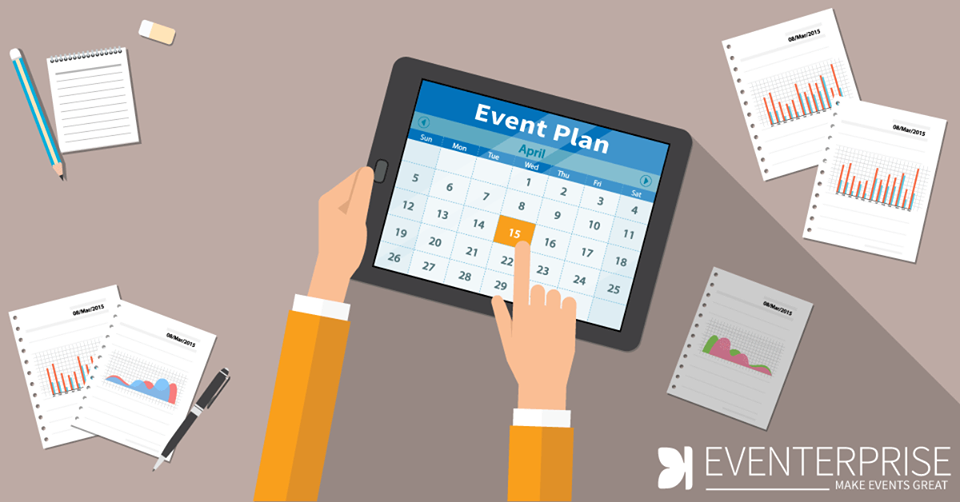 08/Mar/2015
08/Mar/2015
Event Plan
April
Sun Mon Tue Wed Thu Fri Sat
1 2 3 4
5 6 7 8 9 10 11
12 13 14 15 16 17 18
19 20 21 22 23 24 25
26 27 28 29
08/Mar/2015
08/Mar/2015
08/Mar/2015
EVENTERPRISE
MAKE EVENTS GREAT